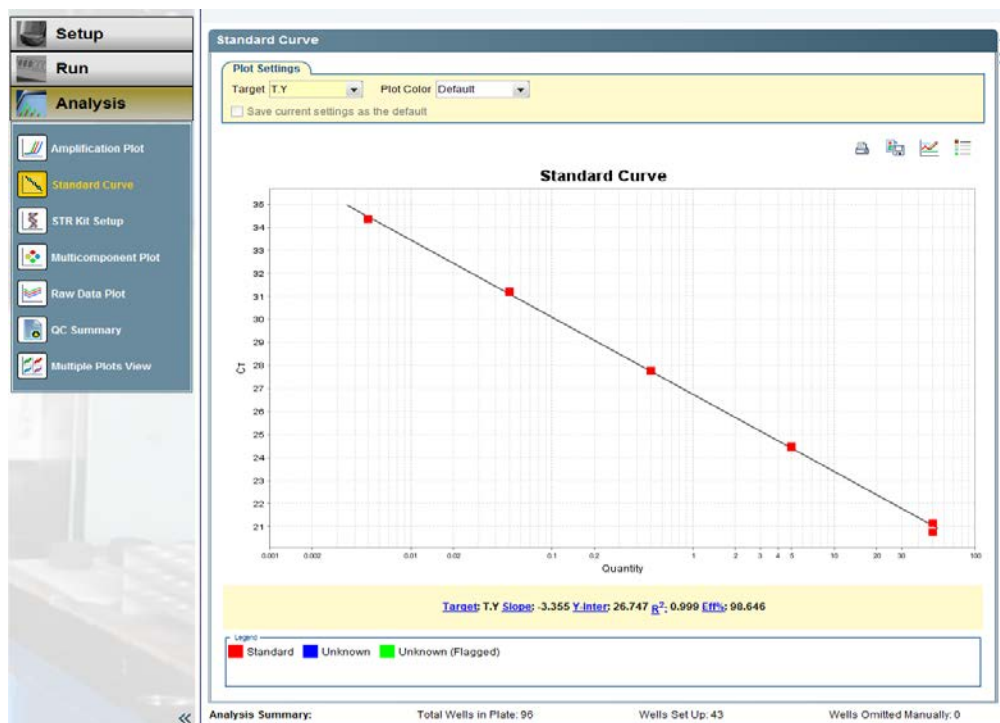 Setup
Run
Analysis
Amplification Plot
Standard Curve
STR Kit Setup
Multicomponent Plot
Raw Data Plot
QC Summary
Multiple Plots View
«
Standard Curve
Plot Settings
Target T.Y Plot Color Default
Save current settings as the default
Standard Curve
35
34
33
32
31
30
29
28
27
26
25
24
23
22
21
CT
0.001 0.002 0.01 0.02 0.1 0.2 1 2 3 4 5 10 20 30 100
Quantity
Target: T.Y Slope: -3.355 Y-Inter: 26.747 R²: 0.999 Eff%: 98.646
Legend
Standard Unknown Unknown (Flagged)
Analysis Summary: Total Wells in Plate: 96 Wells Set Up: 43 Wells Omitted Manually: 0